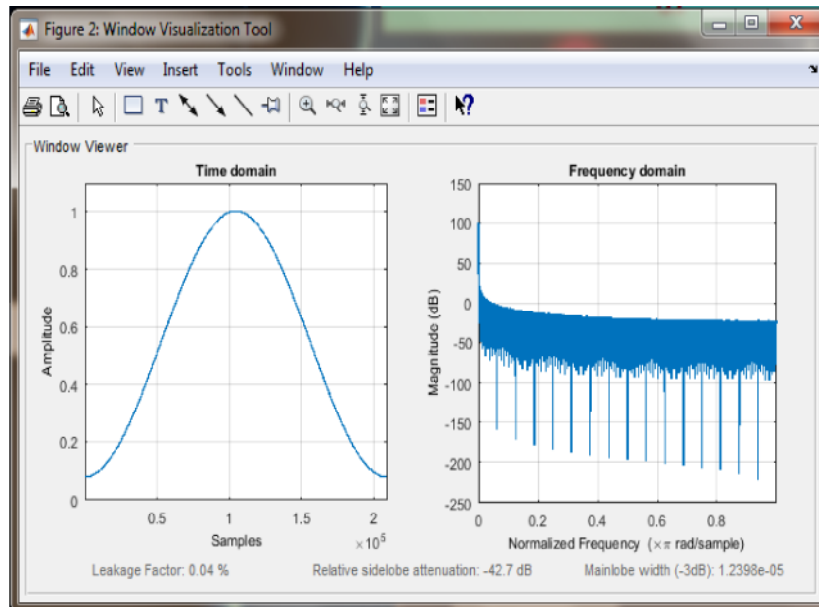 Figure 2: Window Visualization Tool
File Edit View Insert Tools Window Help
T
Window Viewer
Time domain
Amplitude
1
0.8
0.6
0.4
0.2
0
0.5 1 1.5 2
Samples
×10⁵
Frequency domain
Magnitude (dB)
150
100
50
0
-50
-100
-150
-200
-250
0 0.2 0.4 0.6 0.8
Normalized Frequency (×π rad/sample)
Leakage Factor: 0.04 % Relative sidelobe attenuation: -42.7 dB Mainlobe width (-3dB): 1.2398e-05